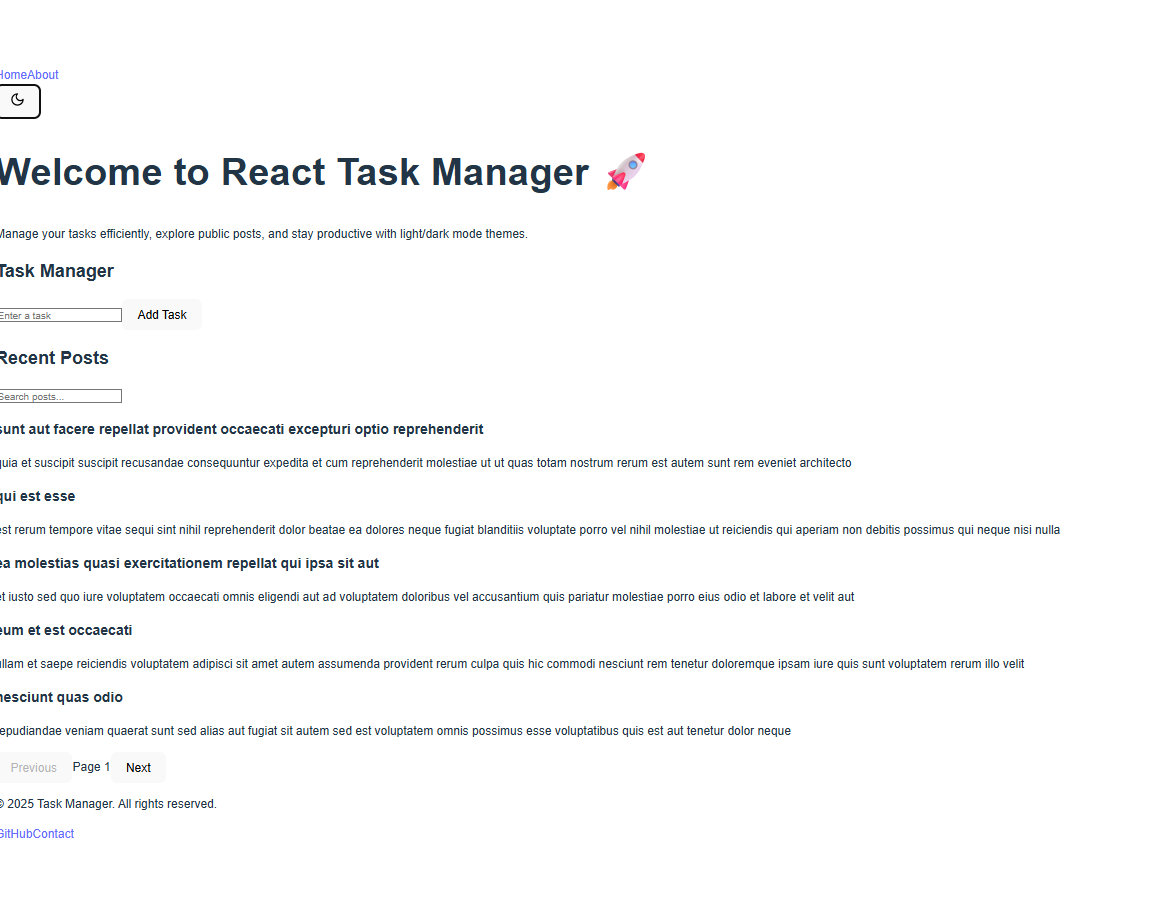 HomeAbout
Welcome to React Task Manager 🚀
Manage your tasks efficiently, explore public posts, and stay productive with light/dark mode themes.
Task Manager
Enter a task Add Task
Recent Posts
Search posts...
sunt aut facere repellat provident occaecati excepturi optio reprehenderit
quia et suscipit suscipit recusandae consequuntur expedita et cum reprehenderit molestiae ut ut quas totam nostrum rerum est autem sunt rem eveniet architecto
qui est esse
est rerum tempore vitae sequi sint nihil reprehenderit dolor beatae ea dolores neque fugiat blanditiis voluptate porro vel nihil molestiae ut reiciendis qui aperiam non debitis possimus qui neque nisi nulla
ea molestias quasi exercitationem repellat qui ipsa sit aut
et iusto sed quo iure voluptatem occaecati omnis eligendi aut ad voluptatem doloribus vel accusantium quis pariatur molestiae porro eius odio et labore et velit aut
eum et est occaecati
ullam et saepe reiciendis voluptatem adipisci sit amet autem assumenda provident rerum culpa quis hic commodi nesciunt rem tenetur doloremque ipsam iure quis sunt voluptatem rerum illo velit
nesciunt quas odio
repudiandae veniam quaerat sunt sed alias aut fugiat sit autem sed est voluptatem omnis possimus esse voluptatibus quis est aut tenetur dolor neque
Previous Page 1 Next
© 2025 Task Manager. All rights reserved.
GitHubContact